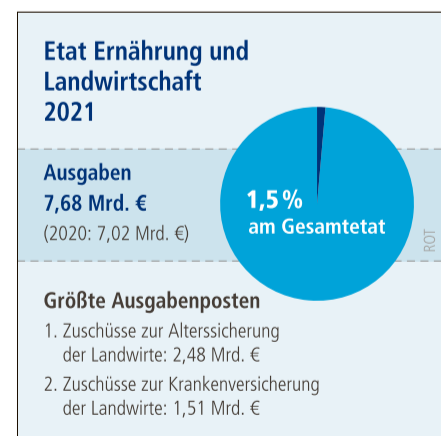 Etat Ernährung und
Landwirtschaft
2021
Ausgaben
7,68 Mrd. €
(2020: 7,02 Mrd. €)
1,5 %
am Gesamtetat
ROT
Größte Ausgabenposten
1. Zuschüsse zur Alterssicherung
der Landwirte: 2,48 Mrd. €
2. Zuschüsse zur Krankenversicherung
der Landwirte: 1,51 Mrd. €